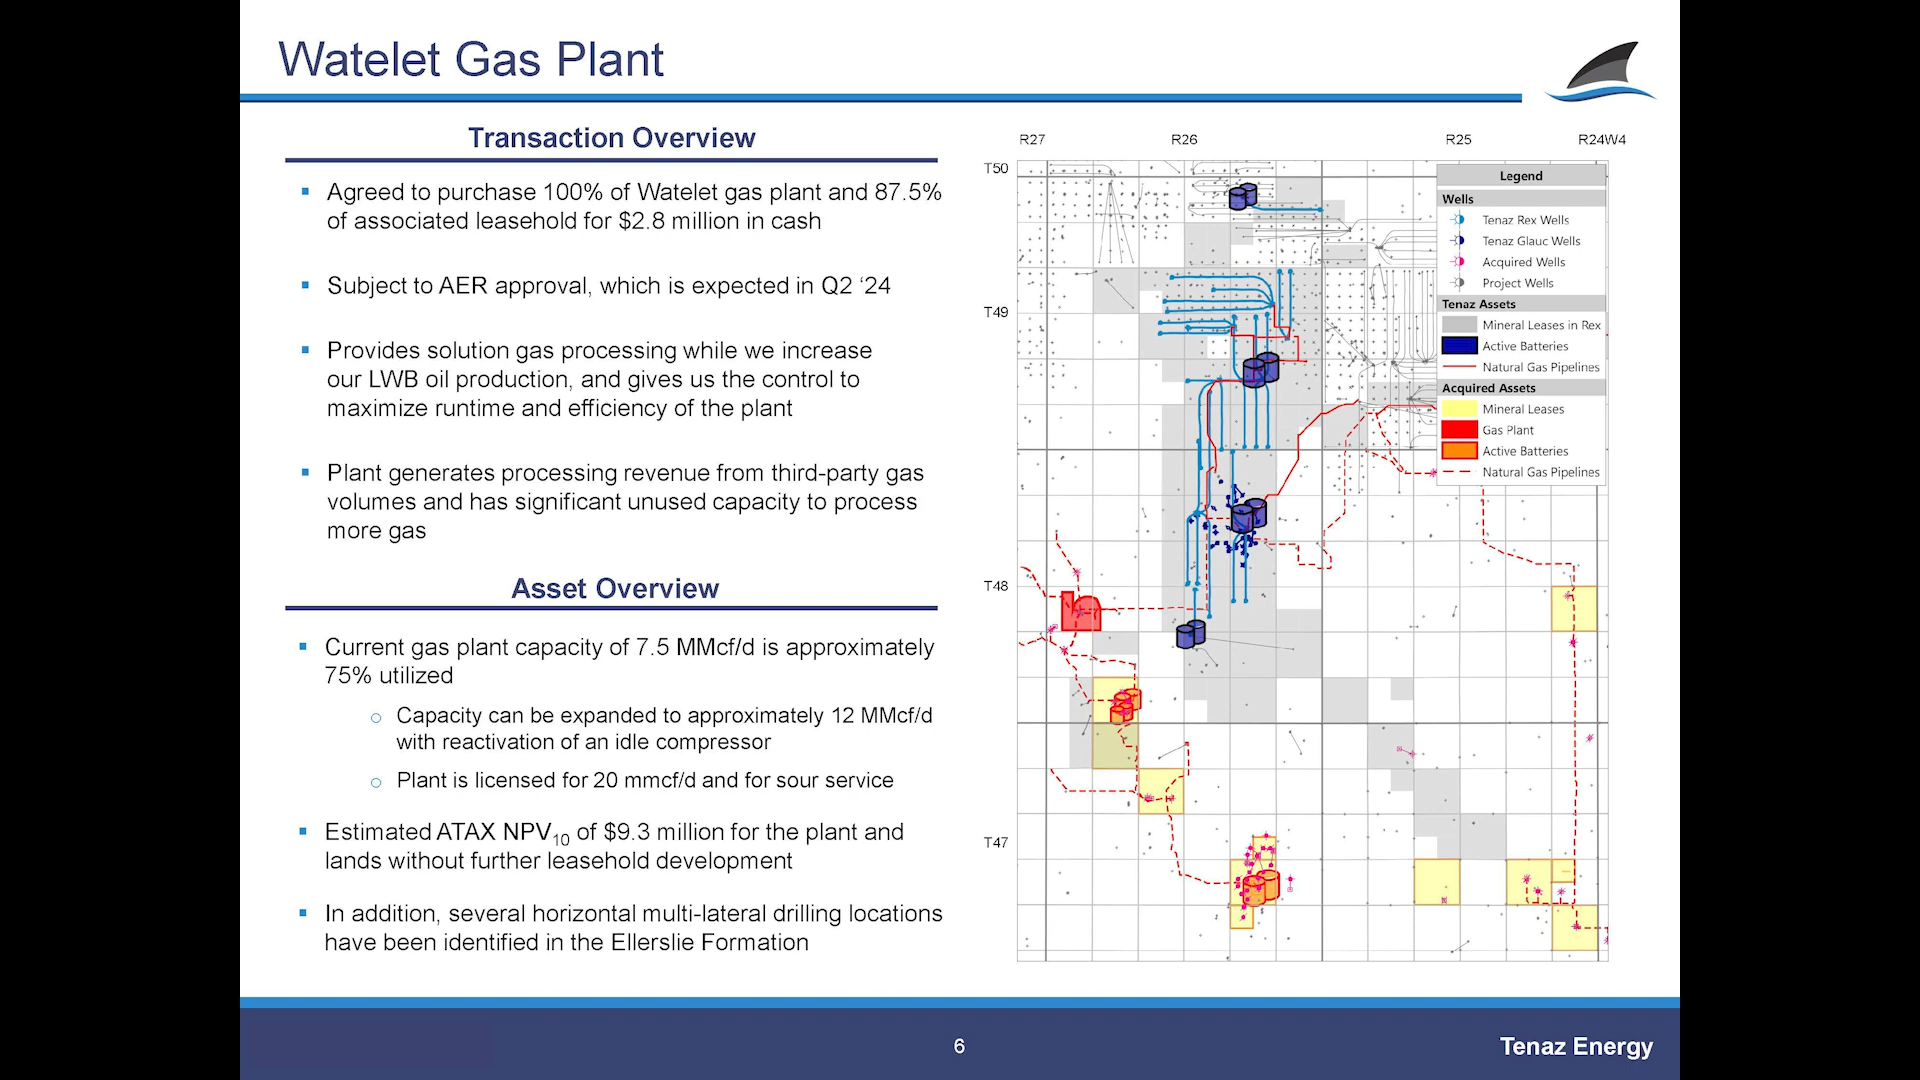 Watelet Gas Plant
Transaction Overview
▪ Agreed to purchase 100% of Watelet gas plant and 87.5%
of associated leasehold for $2.8 million in cash
▪ Subject to AER approval, which is expected in Q2 ‘24
▪ Provides solution gas processing while we increase
our LWB oil production, and gives us the control to
maximize runtime and efficiency of the plant
▪ Plant generates processing revenue from third-party gas
volumes and has significant unused capacity to process
more gas
Asset Overview
▪ Current gas plant capacity of 7.5 MMcf/d is approximately
75% utilized
o Capacity can be expanded to approximately 12 MMcf/d
with reactivation of an idle compressor
o Plant is licensed for 20 mmcf/d and for sour service
▪ Estimated ATAX NPV10 of $9.3 million for the plant and
lands without further leasehold development
▪ In addition, several horizontal multi-lateral drilling locations
have been identified in the Ellerslie Formation
R27 R26 R25 R24W4
T50
T49
T48
T47
Legend
Wells
Tenaz Rex Wells
Tenaz Glauc Wells
Acquired Wells
Project Wells
Tenaz Assets
Mineral Leases in Rex
Active Batteries
Natural Gas Pipelines
Acquired Assets
Mineral Leases
Gas Plant
Active Batteries
Natural Gas Pipelines
6
Tenaz Energy